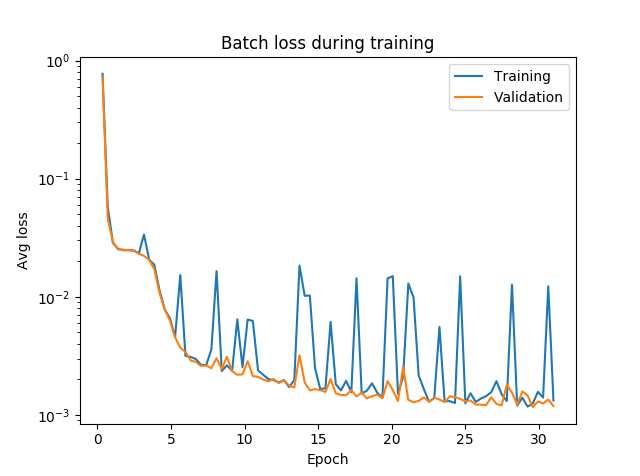 Batch loss during training
Training
Validation
Avg loss
10⁰
10⁻¹
10⁻²
10⁻³
0 5 10 15 20 25 30
Epoch